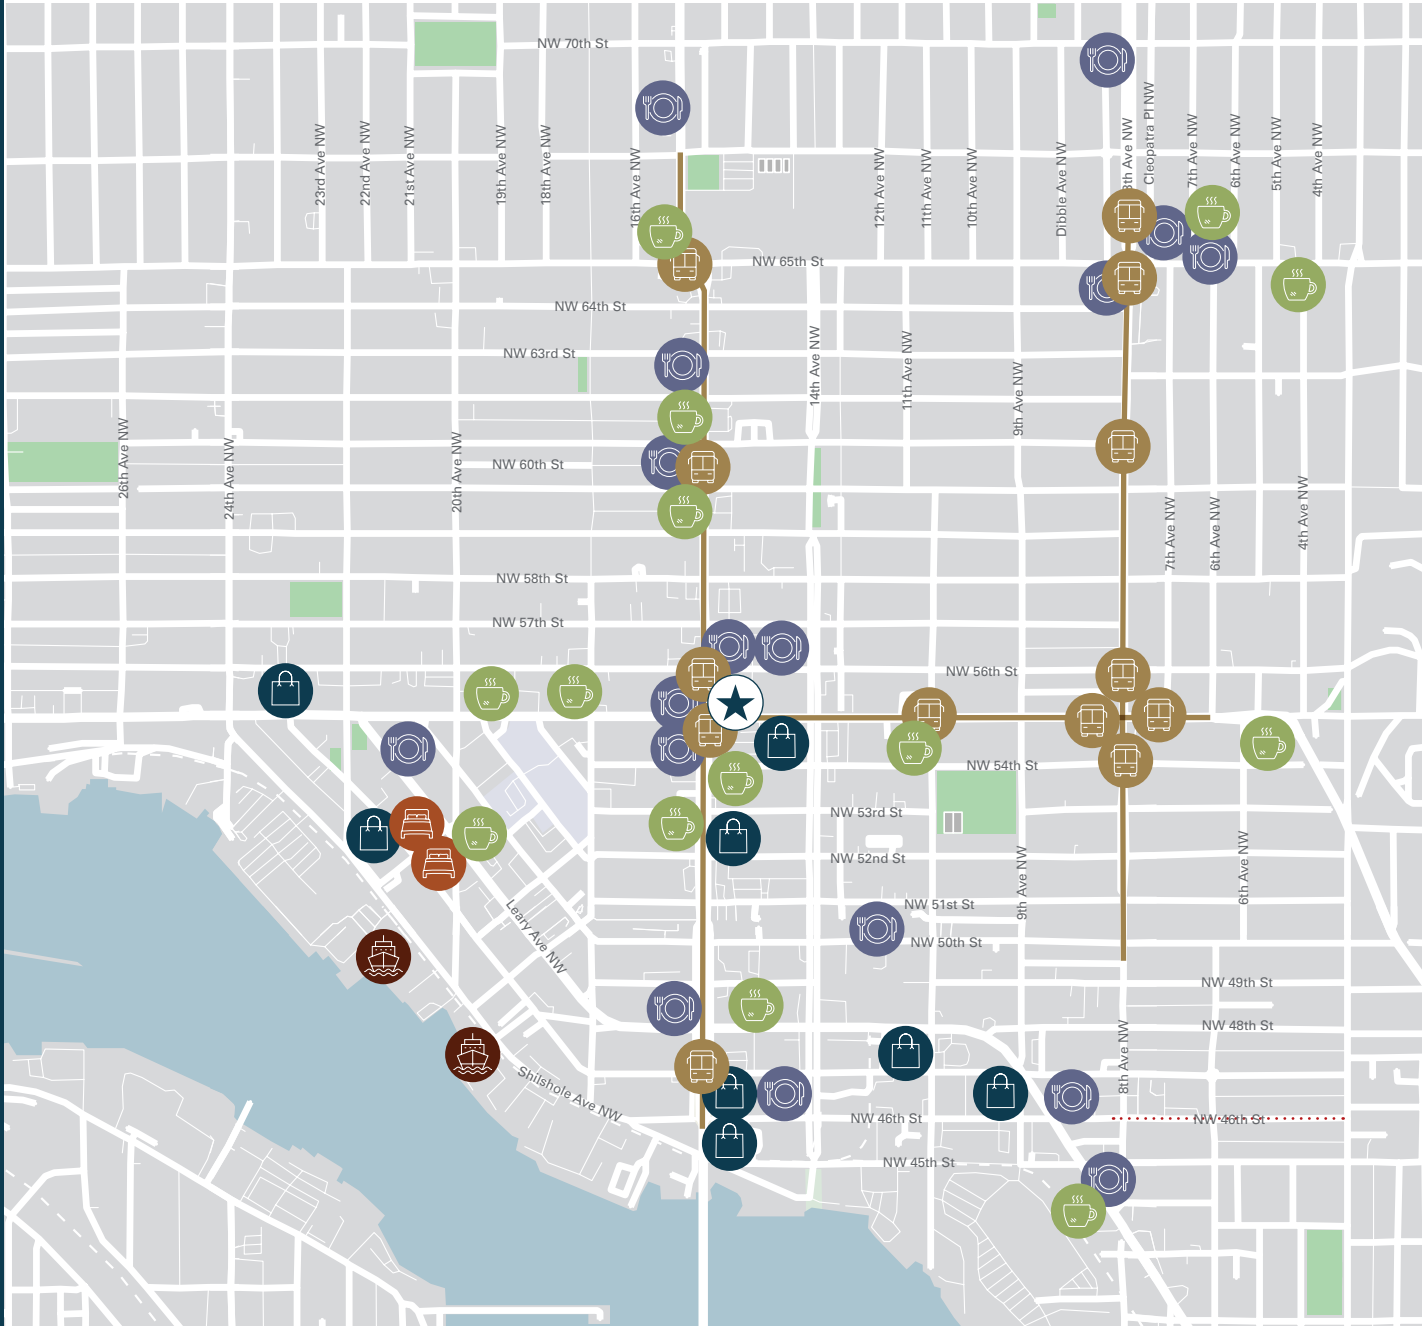 NW 70th St
23rd Ave NW
22nd Ave NW
21st Ave NW
19th Ave NW
18th Ave NW
16th Ave NW
12th Ave NW
11th Ave NW
10th Ave NW
Dibble Ave NW
8th Ave NW
Cleopatra Pl NW
7th Ave NW
6th Ave NW
5th Ave NW
4th Ave NW
NW 65th St
NW 64th St
NW 63rd St
14th Ave NW
11th Ave NW
9th Ave NW
26th Ave NW
24th Ave NW
20th Ave NW
NW 60th St
7th Ave NW
6th Ave NW
4th Ave NW
NW 58th St
NW 57th St
NW 56th St
NW 54th St
NW 53rd St
NW 52nd St
9th Ave NW
6th Ave NW
NW 51st St
Leary Ave NW
NW 50th St
NW 49th St
NW 48th St
8th Ave NW
Shilshole Ave NW
NW 46th St
NW 46th St
NW 45th St